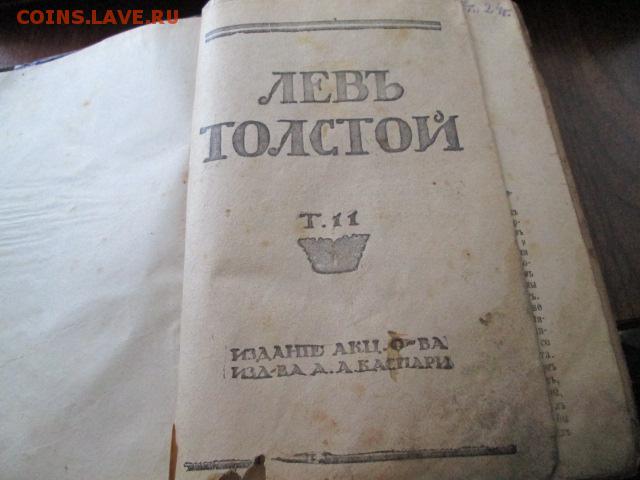 COINS.LAVE.RU
ЛЕВЪ
ТОЛСТОЙ
Т. 11
ИЗДАНІЕ АКЦ. О-ВА
ИЗД-ВА А. А. КАСПАРИ